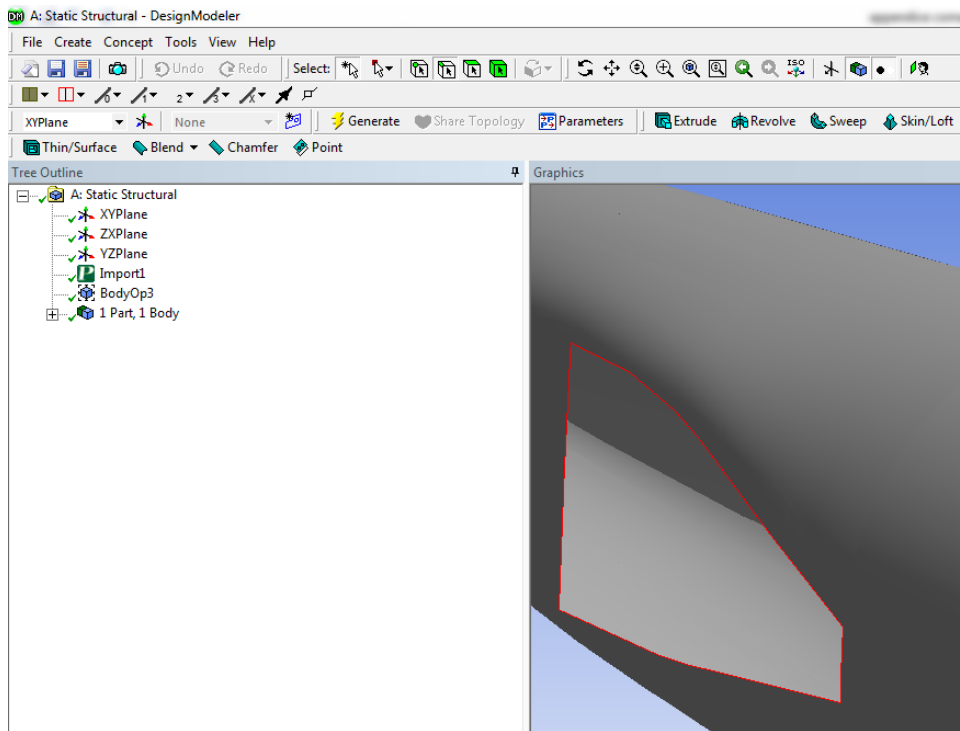 A: Static Structural - DesignModeler
File Create Concept Tools View Help
Undo Redo Select: ISO
XYPlane None Generate Share Topology Parameters Extrude Revolve Sweep Skin/Loft
Thin/Surface Blend Chamfer Point
Tree Outline Graphics
A: Static Structural
XYPlane
ZXPlane
YZPlane
Import1
BodyOp3
1 Part, 1 Body